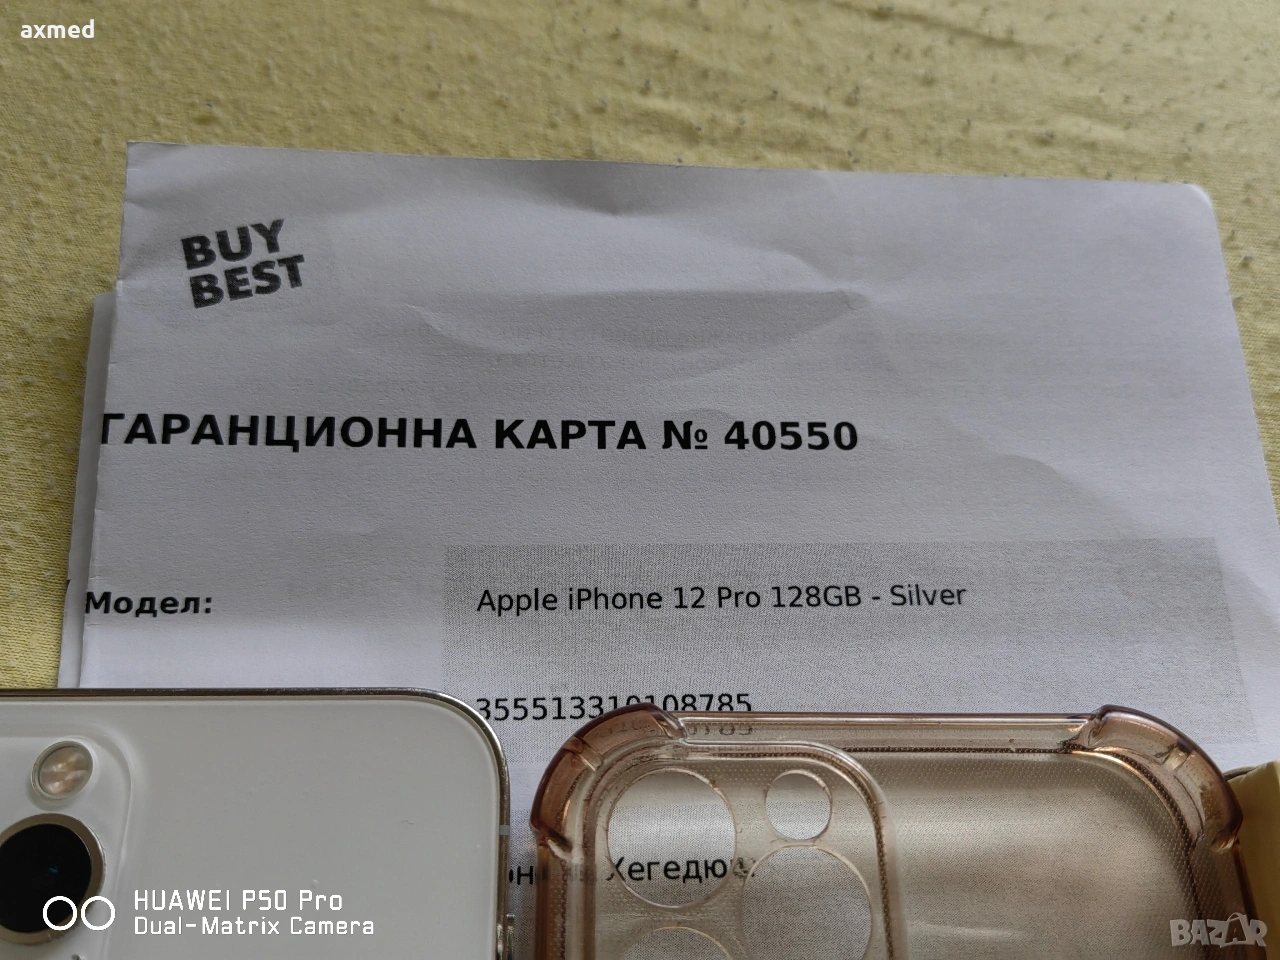 axmed
BUY
BEST
ГАРАНЦИОННА КАРТА № 40550
Модел: Apple iPhone 12 Pro 128GB - Silver
355513310108785
Хегедюш
HUAWEI P50 Pro
Dual-Matrix Camera
BAZAR